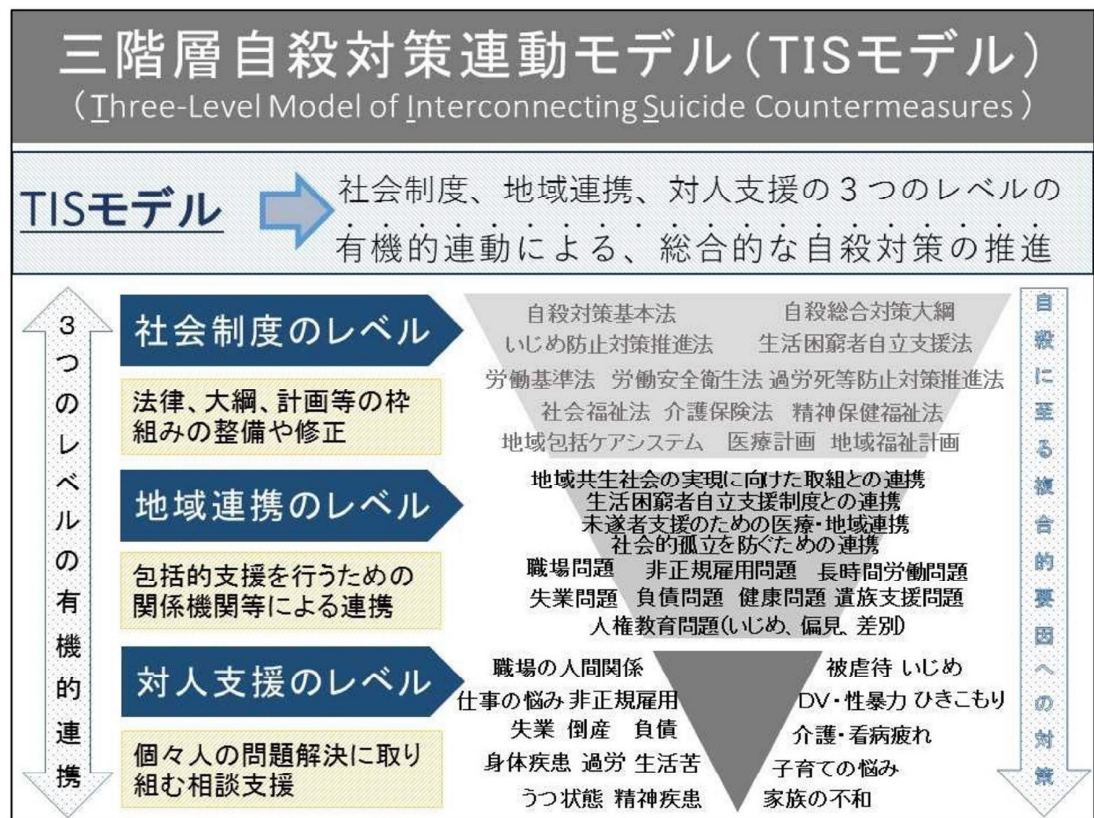 三階層自殺対策連動モデル（TISモデル）
（Three-Level Model of Interconnecting Suicide Countermeasures）
TISモデル
社会制度、地域連携、対人支援の３つのレベルの
有機的連動による、総合的な自殺対策の推進
３つのレベルの有機的連携
社会制度のレベル
法律、大綱、計画等の枠
組みの整備や修正
地域連携のレベル
包括的支援を行うための
関係機関等による連携
対人支援のレベル
個々人の問題解決に取り
組む相談支援
自殺対策基本法 自殺総合対策大綱
いじめ防止対策推進法 生活困窮者自立支援法
労働基準法 労働安全衛生法 過労死等防止対策推進法
社会福祉法 介護保険法 精神保健福祉法
地域包括ケアシステム 医療計画 地域福祉計画
地域共生社会の実現に向けた取組との連携
生活困窮者自立支援制度との連携
未遂者支援のための医療・地域連携
社会的孤立を防ぐための連携
職場問題 非正規雇用問題 長時間労働問題
失業問題 負債問題 健康問題 遺族支援問題
人権教育問題(いじめ、偏見、差別)
職場の人間関係 被虐待 いじめ
仕事の悩み 非正規雇用 DV・性暴力 ひきこもり
失業 倒産 負債 介護・看病疲れ
身体疾患 過労 生活苦 子育ての悩み
うつ状態 精神疾患 家族の不和
自殺に至る複合的要因への対策